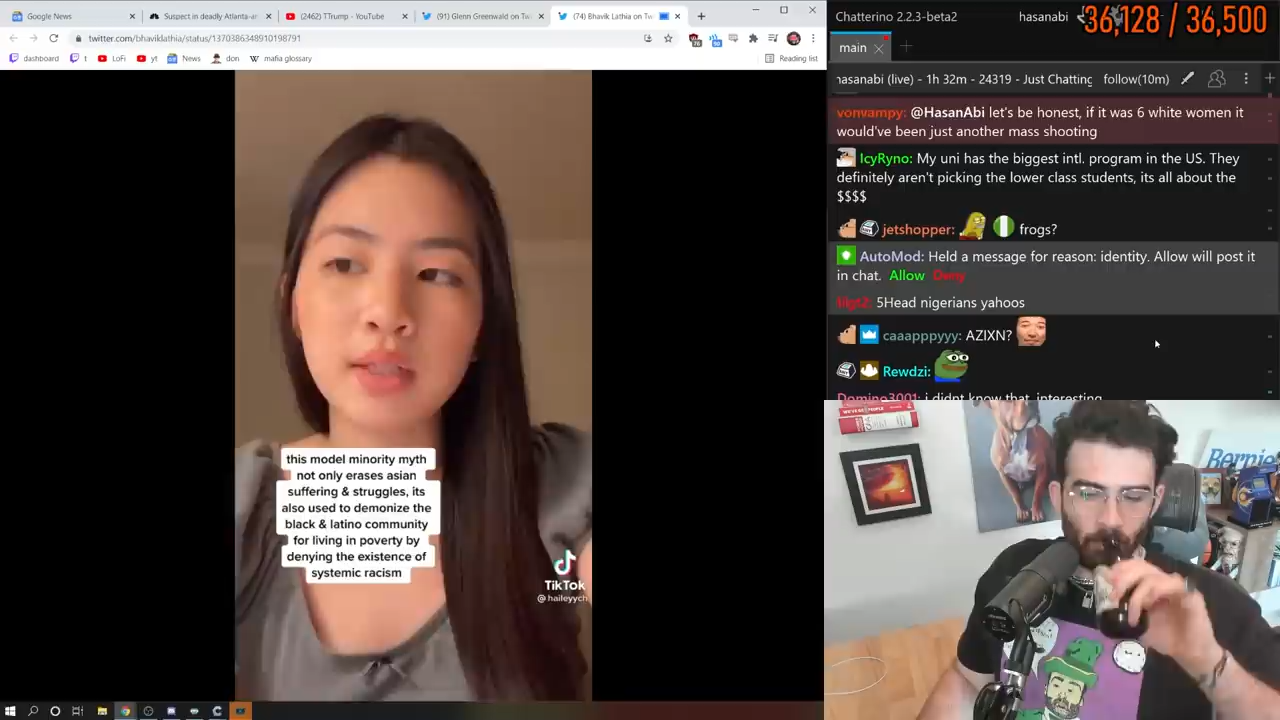 Google News
Suspect in deadly Atlanta-ar
(2462) TTrump - YouTube
(91) Glenn Greenwald on Tw
(74) Bhavik Lathia on Twe
twitter.com/bhaviklathia/status/1370386348910198791
dashboard
t
LoFi
yt
News
don
mafia glossary
Reading list
this model minority myth
not only erases asian
suffering & struggles, its
also used to demonize the
black & latino community
for living in poverty by
denying the existence of
systemic racism
TikTok
@haileyych
Chatterino 2.2.3-beta2
hasanabi
36,128 / 36,500
main
hasanabi (live) - 1h 32m - 24319 - Just Chatting
follow(10m)
vonvampy: @HasanAbi let's be honest, if it was 6 white women it
would've been just another mass shooting
IcyRyno: My uni has the biggest intl. program in the US. They
definitely aren't picking the lower class students, its all about the
$$$$
jetshopper: frogs?
AutoMod: Held a message for reason: identity. Allow will post it
in chat. Allow Deny
5Head nigerians yahoos
caaapppyyy: AZIXN?
Rewdzi:
Domino3001: i didnt know that, interesting
Bernie